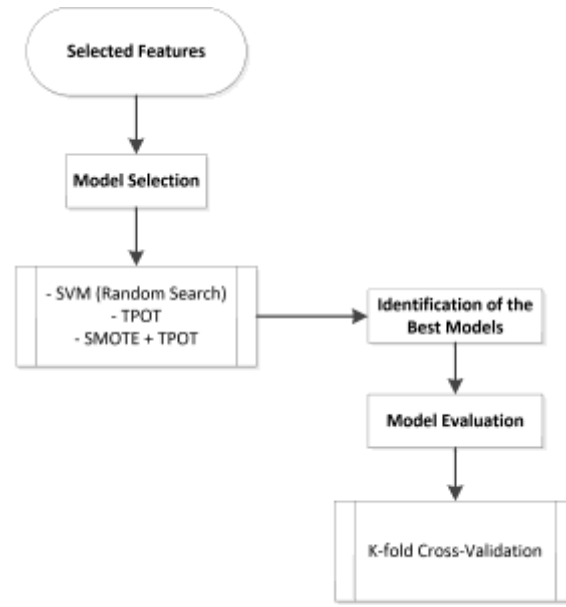 Selected Features
Model Selection
- SVM (Random Search)
- TPOT
- SMOTE + TPOT
Identification of the
Best Models
Model Evaluation
K-fold Cross-Validation